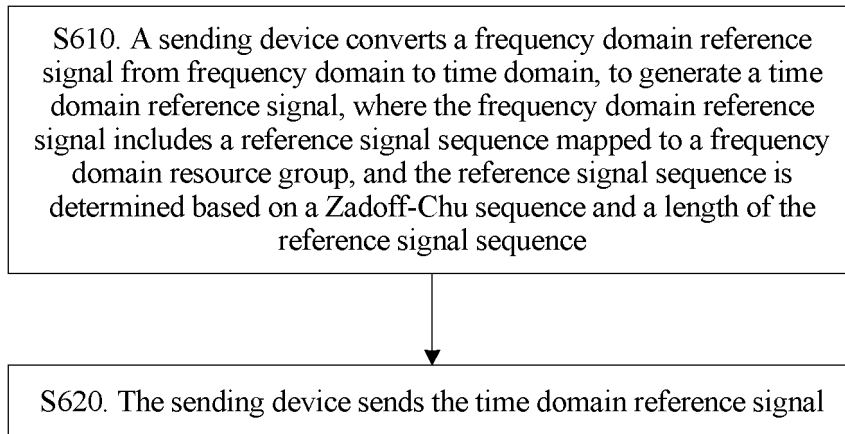 S610. A sending device converts a frequency domain reference
signal from frequency domain to time domain, to generate a time
domain reference signal, where the frequency domain reference
signal includes a reference signal sequence mapped to a frequency
domain resource group, and the reference signal sequence is
determined based on a Zadoff-Chu sequence and a length of the
reference signal sequence
S620. The sending device sends the time domain reference signal